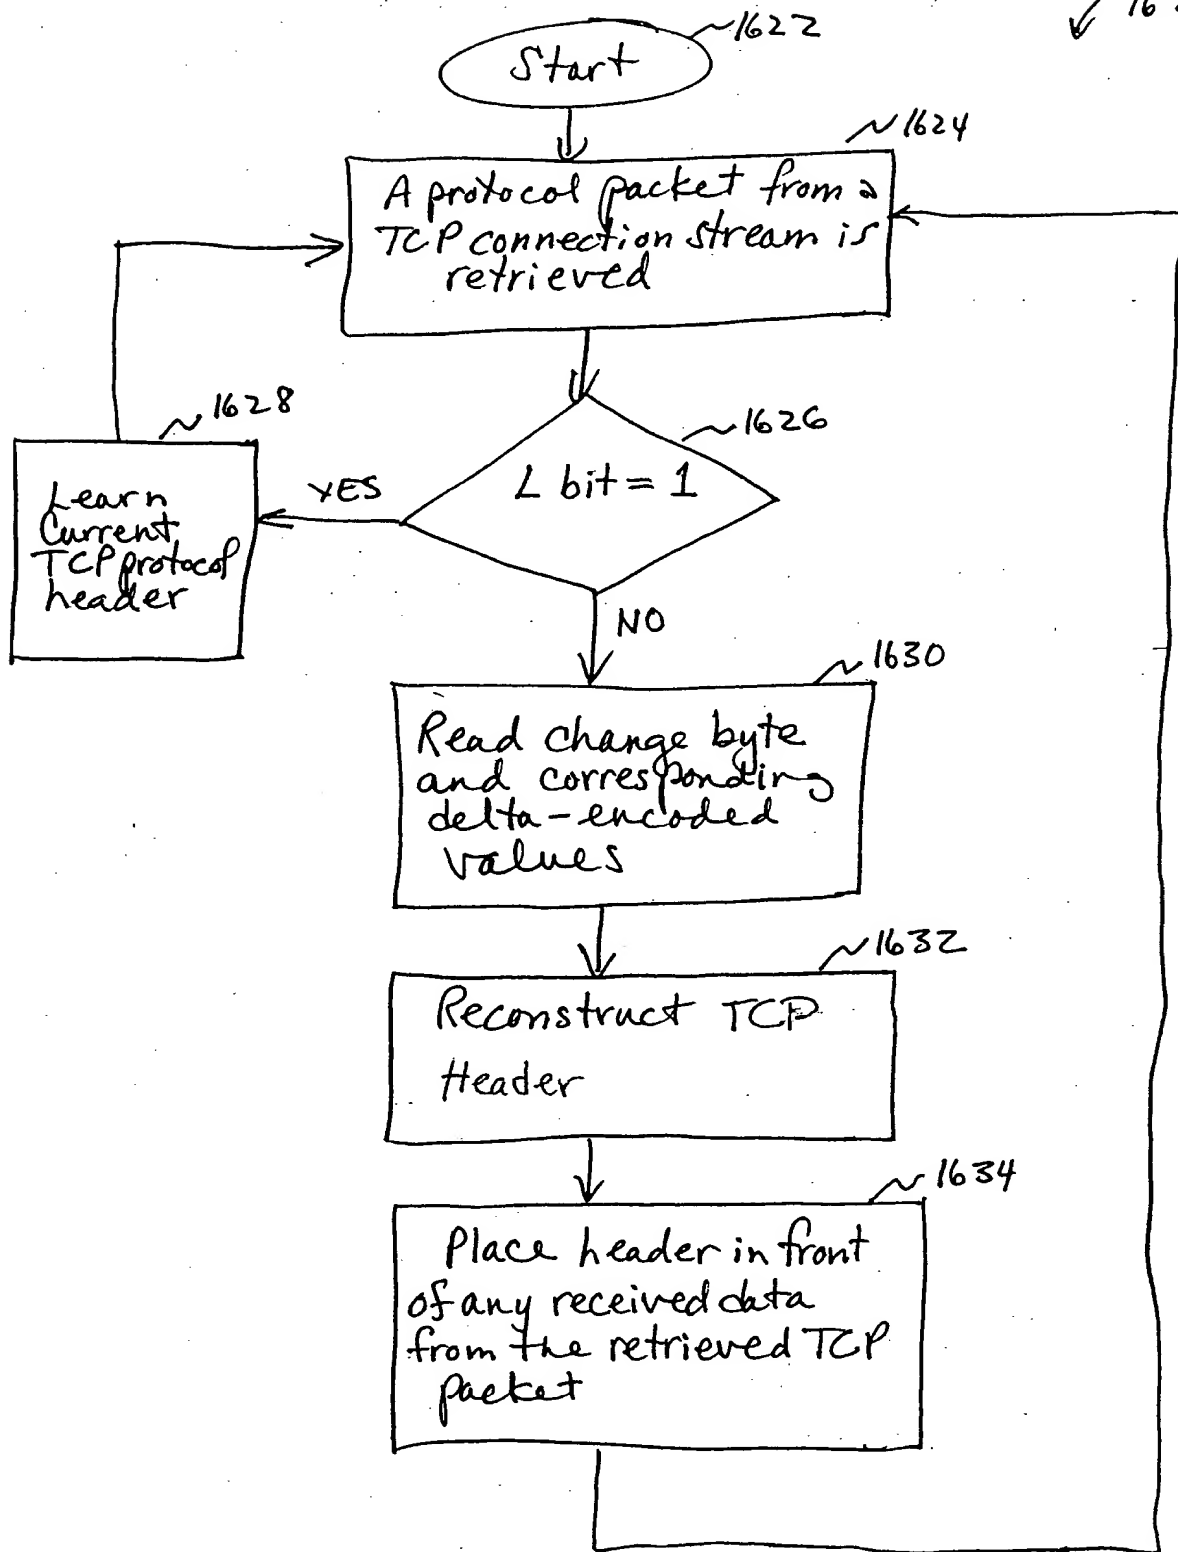 1622
Start
1624
A protocol packet from a
TCP connection stream is
retrieved
1628
1626
L bit = 1
YES
Learn
Current
TCP protocol
header
NO
1630
Read change byte
and corresponding
delta-encoded
values
1632
Reconstruct TCP
Header
1634
Place header in front
of any received data
from the retrieved TCP
packet